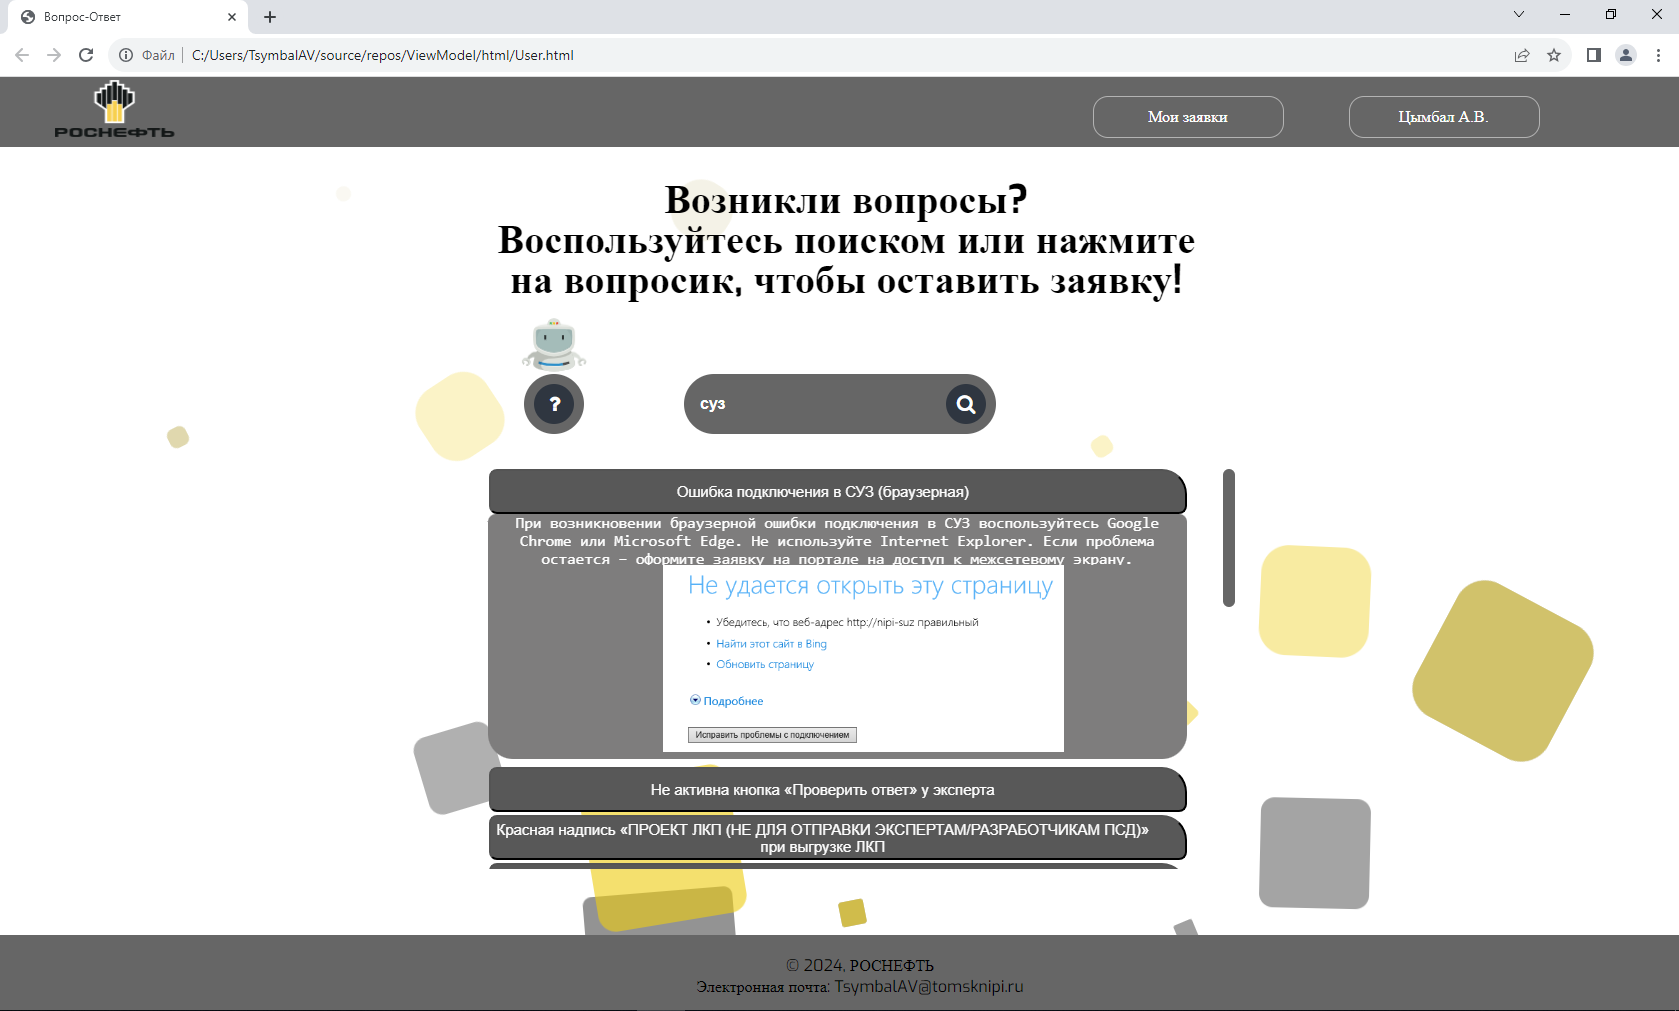 Вопрос-Ответ
Файл
C:/Users/TsymbalAV/source/repos/ViewModel/html/User.html
РОСНЕФТЬ
Мои заявки
Цымбал А.В.
Возникли вопросы?
Воспользуйтесь поиском или нажмите
на вопросик, чтобы оставить заявку!
?
суз
Ошибка подключения в СУЗ (браузерная)
При возникновении браузерной ошибки подключения в СУЗ воспользуйтесь Google
Chrome или Microsoft Edge. Не используйте Internet Explorer. Если проблема
остается – оформите заявку на портале на доступ к межсетевому экрану.
Не удается открыть эту страницу
• Убедитесь, что веб-адрес http://nipi-suz правильный
• Найти этот сайт в Bing
• Обновить страницу
Подробнее
Исправить проблемы с подключением
Не активна кнопка «Проверить ответ» у эксперта
Красная надпись «ПРОЕКТ ЛКП (НЕ ДЛЯ ОТПРАВКИ ЭКСПЕРТАМ/РАЗРАБОТЧИКАМ ПСД)»
при выгрузке ЛКП
© 2024, РОСНЕФТЬ
Электронная почта: TsymbalAV@tomsknipi.ru